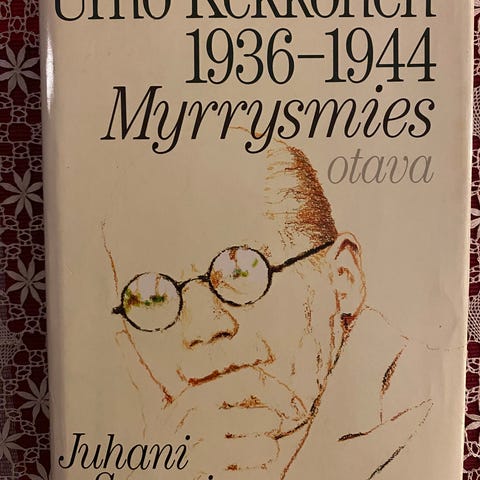 Urho Kekkonen
1936–1944
Myrrysmies
otava
Juhani